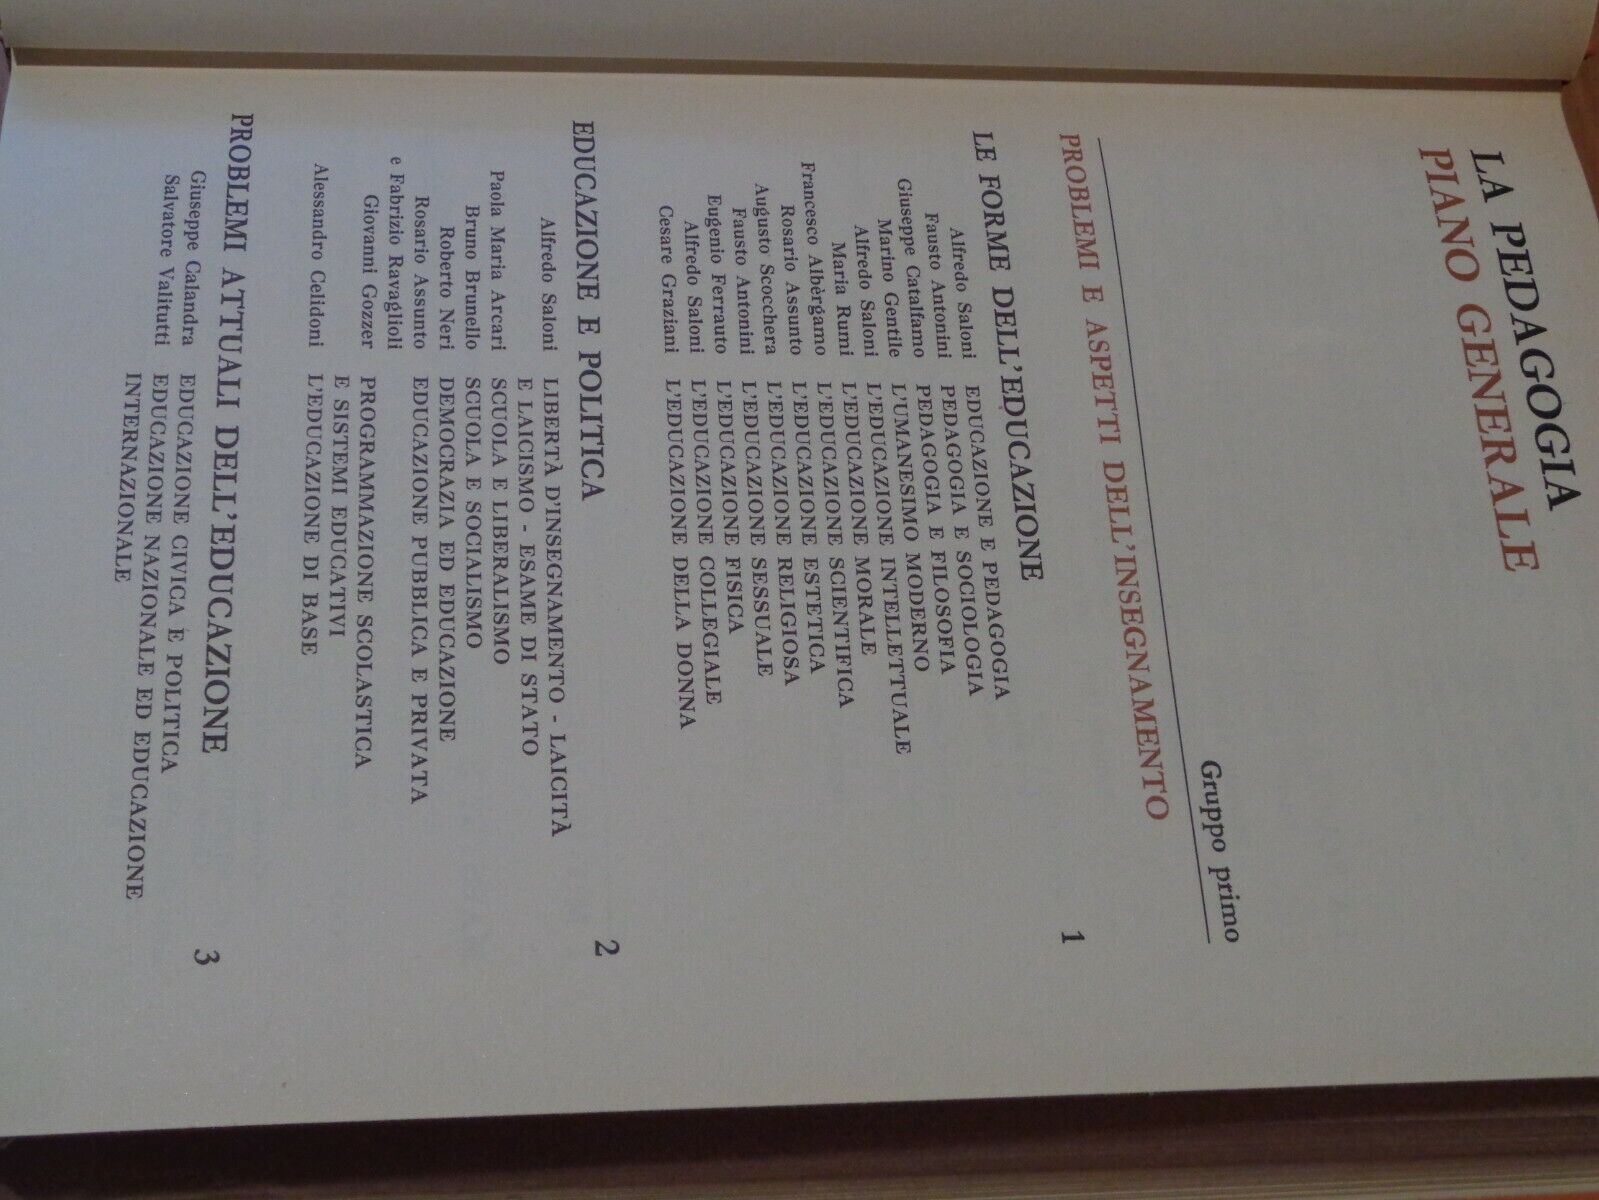 LA PEDAGOGIA
PIANO GENERALE
Gruppo primo
PROBLEMI E ASPETTI DELL'INSEGNAMENTO
LE FORME DELL'EDUCAZIONE 1
Alfredo Saloni EDUCAZIONE E PEDAGOGIA
Fausto Antonini PEDAGOGIA E SOCIOLOGIA
Giuseppe Catalfamo PEDAGOGIA E FILOSOFIA
Marino Gentile L'UMANESIMO MODERNO
Alfredo Saloni L'EDUCAZIONE INTELLETTUALE
Maria Rumi L'EDUCAZIONE MORALE
Francesco Albèrgamo L'EDUCAZIONE SCIENTIFICA
Rosario Assunto L'EDUCAZIONE ESTETICA
Augusto Scocchera L'EDUCAZIONE RELIGIOSA
Fausto Antonini L'EDUCAZIONE SESSUALE
Eugenio Ferrauto L'EDUCAZIONE FISICA
Alfredo Saloni L'EDUCAZIONE COLLEGIALE
Cesare Graziani L'EDUCAZIONE DELLA DONNA
EDUCAZIONE E POLITICA 2
Alfredo Saloni LIBERTÀ D'INSEGNAMENTO - LAICITÀ
E LAICISMO - ESAME DI STATO
Paola Maria Arcari SCUOLA E LIBERALISMO
Bruno Brunello SCUOLA E SOCIALISMO
Roberto Neri DEMOCRAZIA ED EDUCAZIONE
Rosario Assunto EDUCAZIONE PUBBLICA E PRIVATA
e Fabrizio Ravaglioli
Giovanni Gozzer PROGRAMMAZIONE SCOLASTICA
E SISTEMI EDUCATIVI
Alessandro Celidoni L'EDUCAZIONE DI BASE
PROBLEMI ATTUALI DELL'EDUCAZIONE 3
Giuseppe Calandra EDUCAZIONE CIVICA E POLITICA
Salvatore Valitutti EDUCAZIONE NAZIONALE ED EDUCAZIONE
INTERNAZIONALE